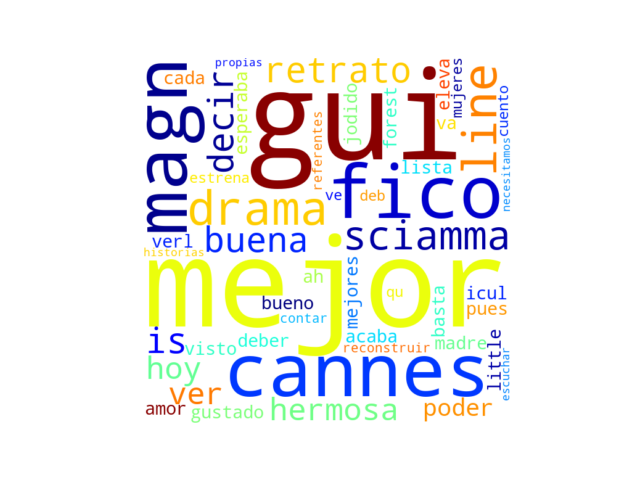 propias
cada
retrato
gui
magn
decir
esperaba
referentes
jodido
forest
eleva
mujeres
line
va
cuento
necesitamos
lista
estrena
drama
ve
deb
fico
verl
buena
sciamma
historias
mejor
ah
qu
bueno
contar
mejores
icul
pues
basta
is
visto
deber
acaba
reconstruir
madre
little
escuchar
hoy
ver
cannes
amor
gustado
hermosa
poder